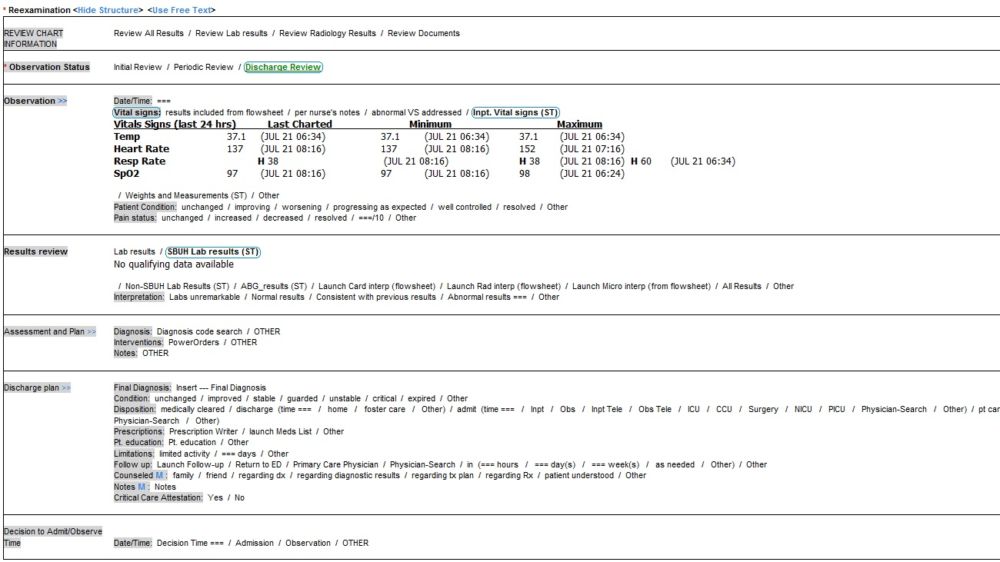 * Reexamination <Hide Structure> <Use Free Text>
REVIEW CHART INFORMATION
Review All Results / Review Lab results / Review Radiology Results / Review Documents
* Observation Status
Initial Review / Periodic Review / Discharge Review
Observation >>
Date/Time: ===
Vital signs: results included from flowsheet / per nurse's notes / abnormal VS addressed / Inpt. Vital signs (ST)
Vitals Signs (last 24 hrs) Last Charted Minimum Maximum
Temp 37.1 (JUL 21 06:34) 37.1 (JUL 21 06:34) 37.1 (JUL 21 06:34)
Heart Rate 137 (JUL 21 08:16) 137 (JUL 21 08:16) 152 (JUL 21 07:16)
Resp Rate H 38 (JUL 21 08:16) H 38 (JUL 21 08:16) H 60 (JUL 21 06:34)
SpO2 97 (JUL 21 08:16) 97 (JUL 21 08:16) 98 (JUL 21 06:24)
/ Weights and Measurements (ST) / Other
Patient Condition: unchanged / improving / worsening / progressing as expected / well controlled / resolved / Other
Pain status: unchanged / increased / decreased / resolved / ===/10 / Other
Results review
Lab results / SBUH Lab results (ST)
No qualifying data available
/ Non-SBUH Lab Results (ST) / ABG_results (ST) / Launch Card interp (flowsheet) / Launch Rad interp (flowsheet) / Launch Micro interp (from flowsheet) / All Results / Other
Interpretation: Labs unremarkable / Normal results / Consistent with previous results / Abnormal results === / Other
Assessment and Plan >>
Diagnosis: Diagnosis code search / OTHER
Interventions: PowerOrders / OTHER
Notes: OTHER
Discharge plan >>
Final Diagnosis: Insert --- Final Diagnosis
Condition: unchanged / improved / stable / guarded / unstable / critical / expired / Other
Disposition: medically cleared / discharge (time === / home / foster care / Other) / admit (time === / Inpt / Obs / Inpt Tele / Obs Tele / ICU / CCU / Surgery / NICU / PICU / Physician-Search / Other) / pt car
Physician-Search / Other)
Prescriptions: Prescription Writer / launch Meds List / Other
Pt. education: Pt. education / Other
Limitations: limited activity / === days / Other
Follow up: Launch Follow-up / Return to ED / Primary Care Physician / Physician-Search / in (=== hours / === day(s) / === week(s) / as needed / Other) / Other
Counseled M : family / friend / regarding dx / regarding diagnostic results / regarding tx plan / regarding Rx / patient understood / Other
Notes M : Notes
Critical Care Attestation: Yes / No
Decision to Admit/Observe Time
Date/Time: Decision Time === / Admission / Observation / OTHER